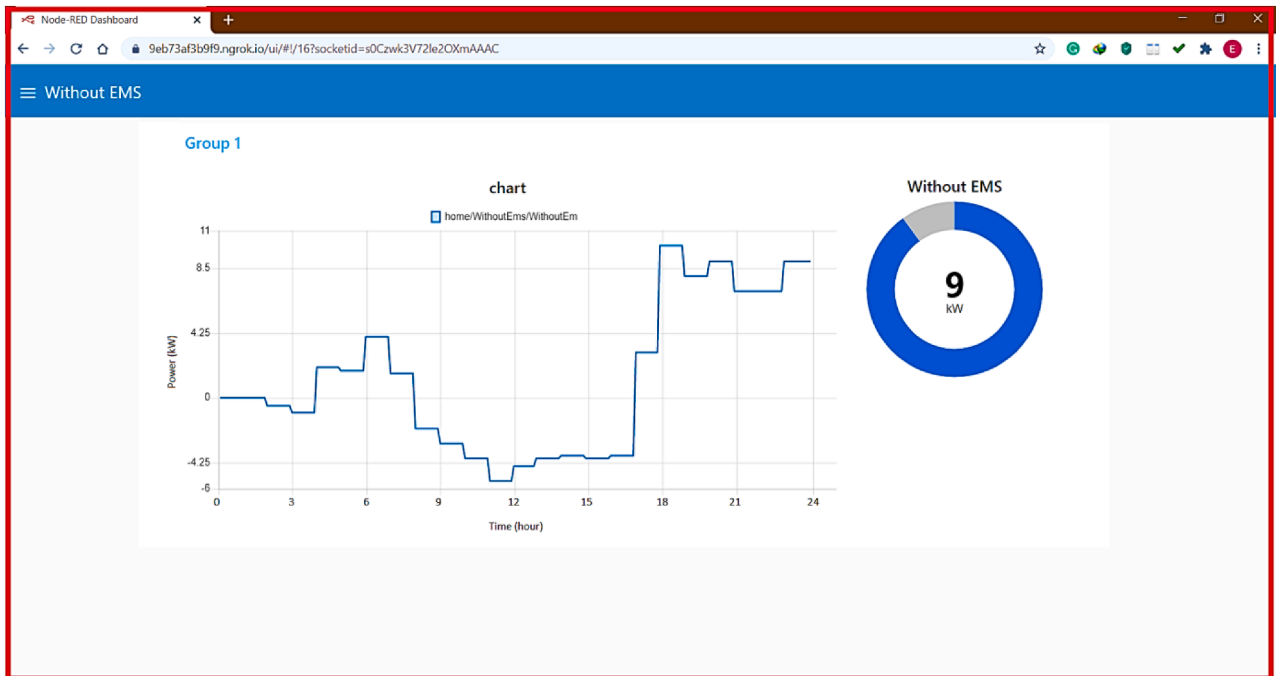 Node-RED Dashboard
9eb73af3b9f9.ngrok.io/ui/#!/16?socketid=s0Czwk3V72le2OXmAAAC
E
Without EMS
Group 1
chart
home/WithoutEms/WithoutEm
Power (kW)
11
8.5
4.25
0
-4.25
-6
0 3 6 9 12 15 18 21 24
Time (hour)
Without EMS
9
kW